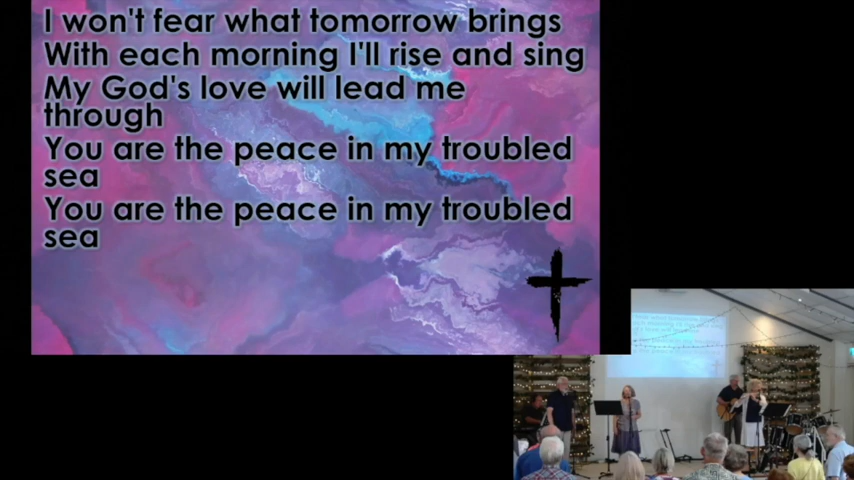 I won't fear what tomorrow brings
With each morning I'll rise and sing
My God's love will lead me
through
You are the peace in my troubled
sea
You are the peace in my troubled
sea